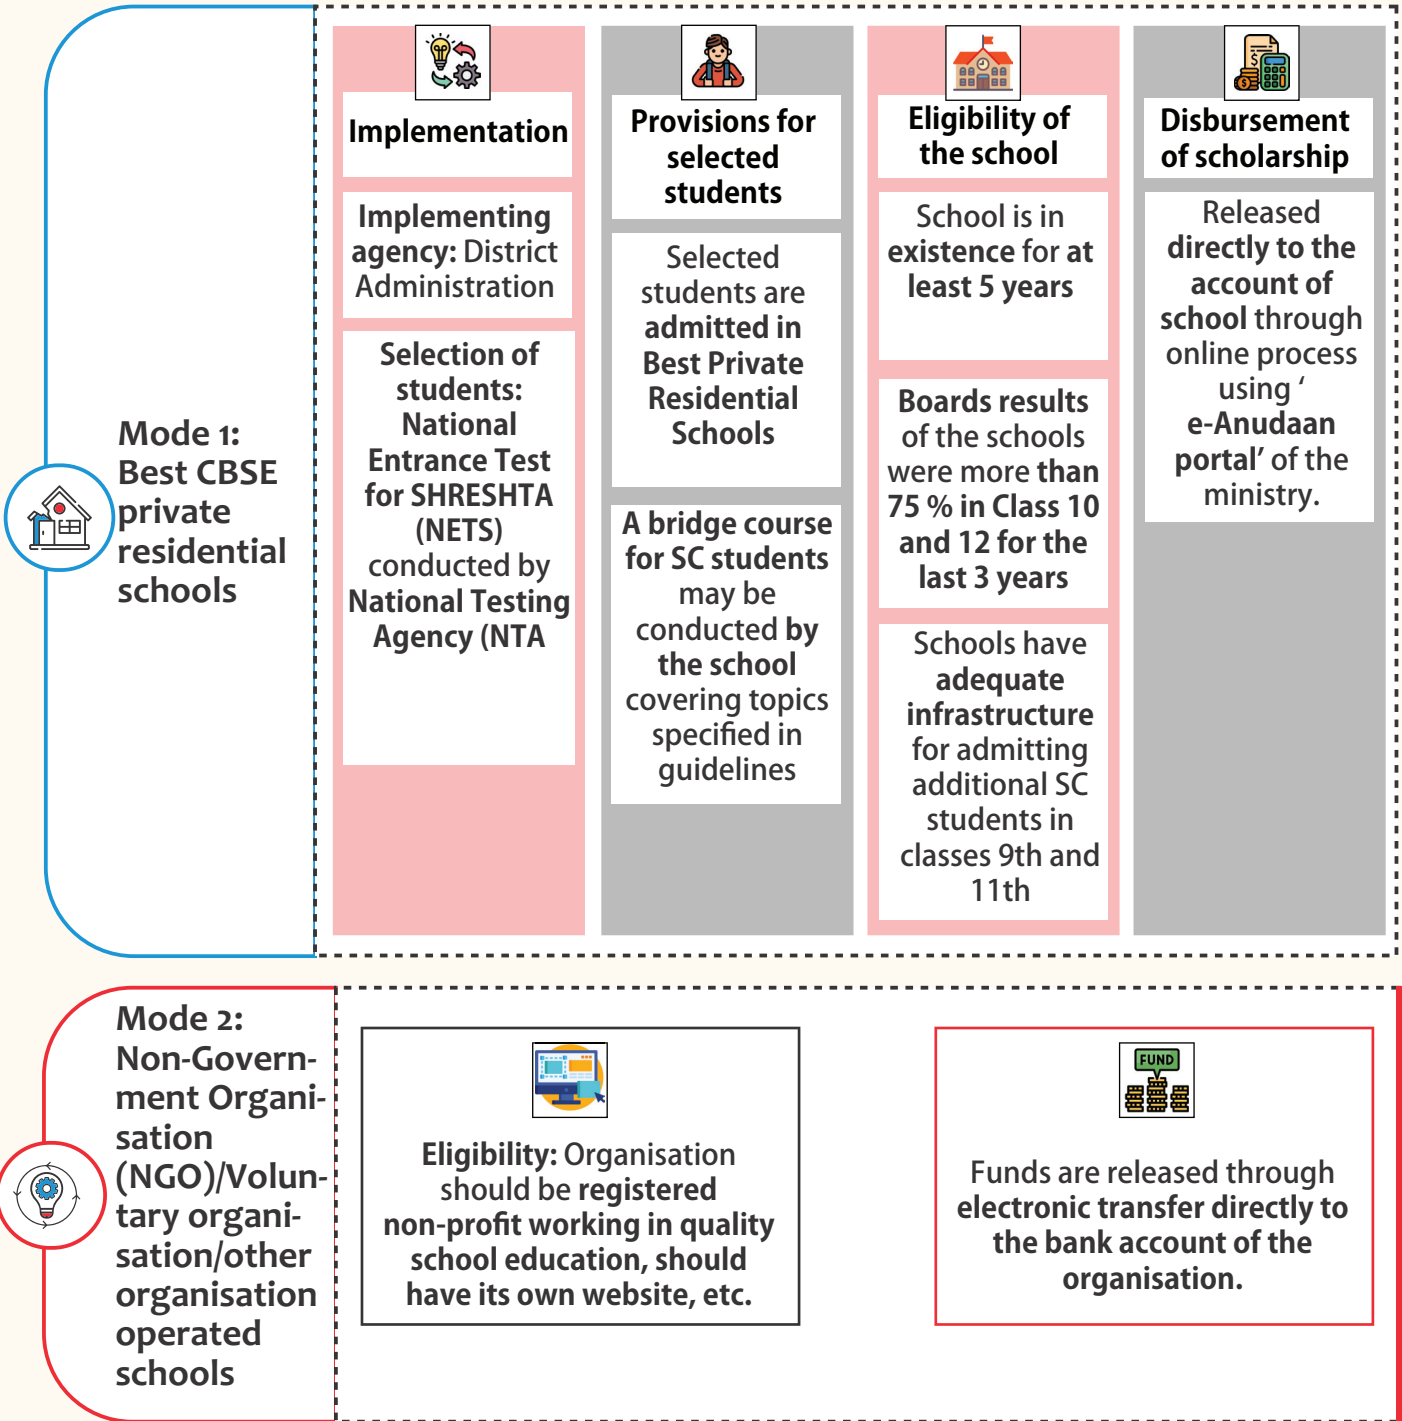 Mode 1:
Best CBSE
private
residential
schools
Implementation
Implementing
agency: District
Administration
Selection of
students:
National
Entrance Test
for SHRESHTA
(NETS)
conducted by
National Testing
Agency (NTA
Provisions for
selected
students
Selected
students are
admitted in
Best Private
Residential
Schools
A bridge course
for SC students
may be
conducted by
the school
covering topics
specified in
guidelines
Eligibility of
the school
School is in
existence for at
least 5 years
Boards results
of the schools
were more than
75 % in Class 10
and 12 for the
last 3 years
Schools have
adequate
infrastructure
for admitting
additional SC
students in
classes 9th and
11th
Disbursement
of scholarship
Released
directly to the
account of
school through
online process
using ‘
e-Anudaan
portal’ of the
ministry.
Mode 2:
Non-Govern-
ment Organi-
sation
(NGO)/Volun-
tary organi-
sation/other
organisation
operated
schools
Eligibility: Organisation
should be registered
non-profit working in quality
school education, should
have its own website, etc.
FUND
Funds are released through
electronic transfer directly to
the bank account of the
organisation.